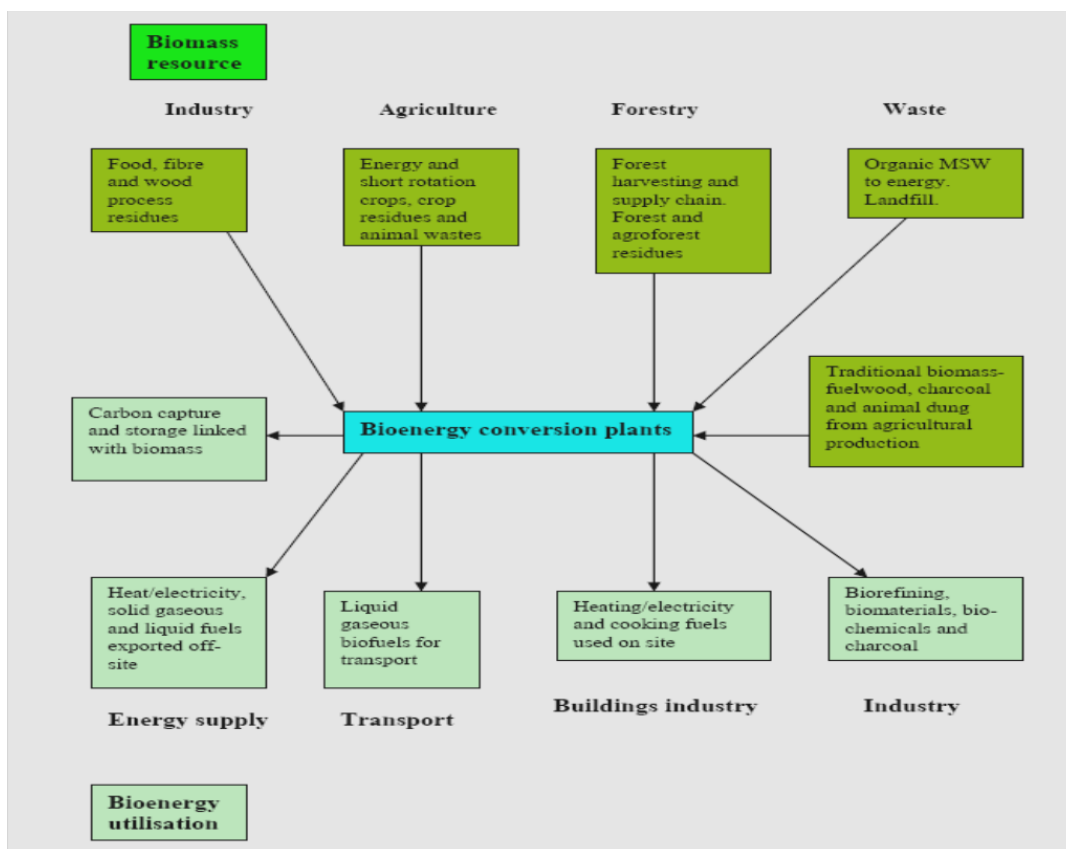 Biomass
resource
Industry
Agriculture
Forestry
Waste
Food, fibre
and wood
process
residues
Energy and
short rotation
crops, crop
residues and
animal wastes
Forest
harvesting and
supply chain.
Forest and
agroforest
residues
Organic MSW
to energy.
Landfill.
Carbon capture
and storage linked
with biomass
Bioenergy conversion plants
Traditional biomass-
fuelwood, charcoal
and animal dung
from agricultural
production
Heat/electricity,
solid gaseous
and liquid fuels
exported off-
site
Liquid
gaseous
biofuels for
transport
Heating/electricity
and cooking fuels
used on site
Biorefining,
biomaterials, bio-
chemicals and
charcoal
Energy supply
Transport
Buildings industry
Industry
Bioenergy
utilisation